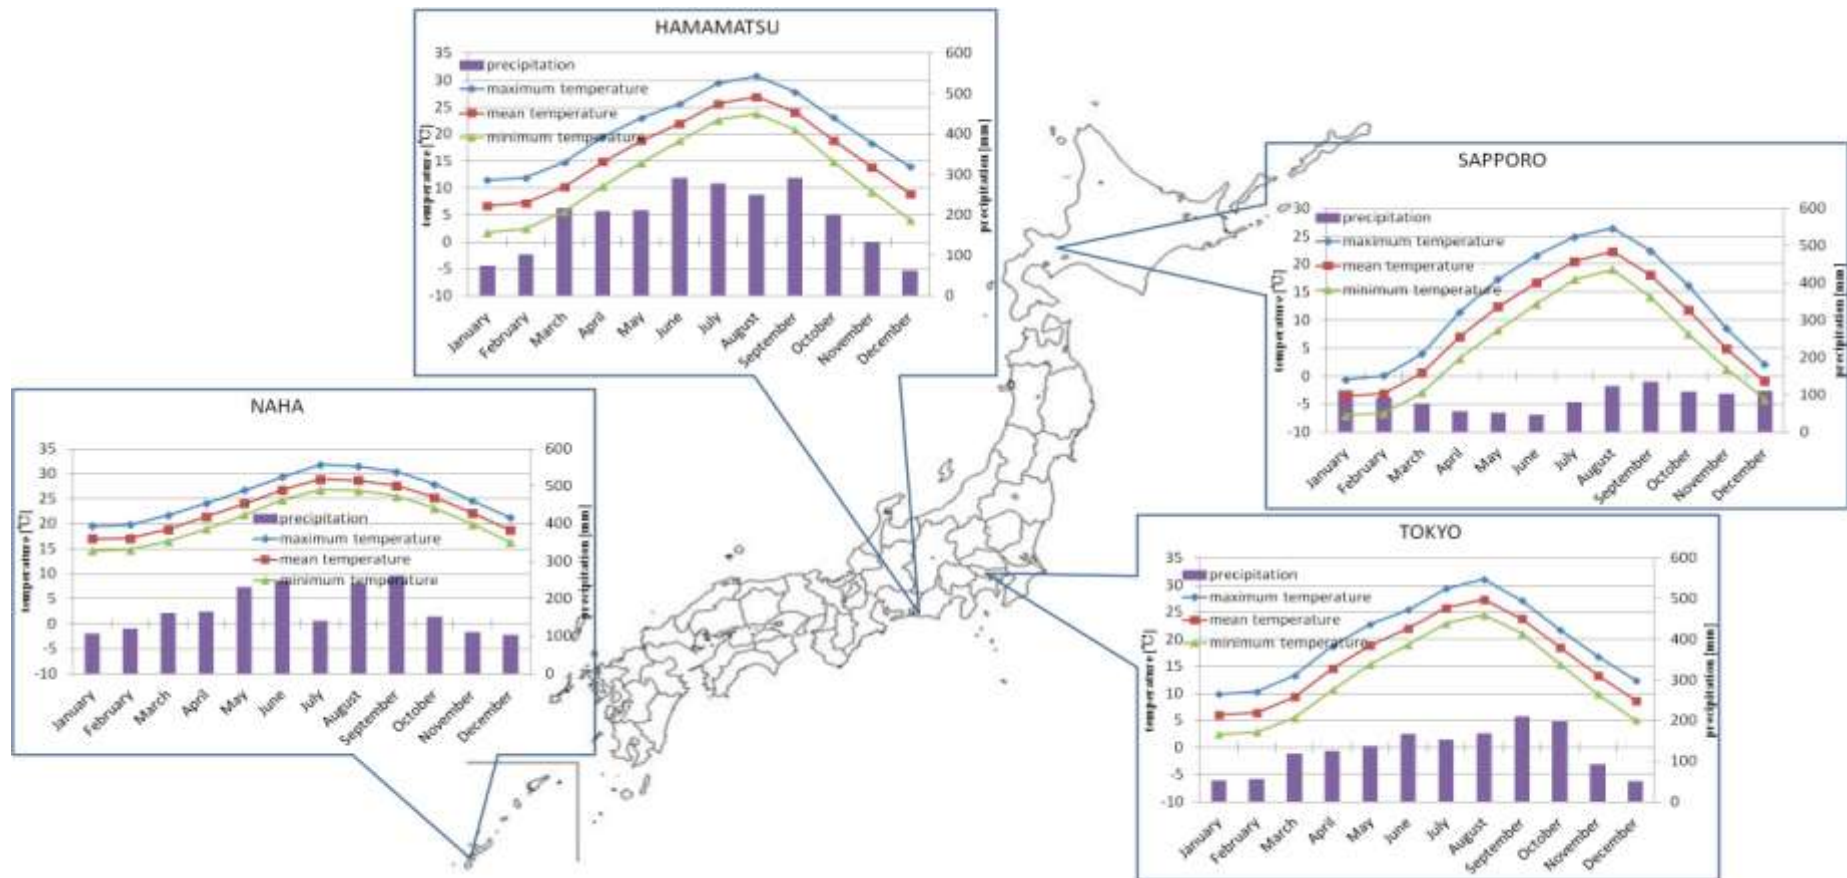 HAMAMATSU
precipitation
maximum temperature
mean temperature
minimum temperature
temperature [℃]
precipitation [mm]
35
30
25
20
15
10
5
0
-5
-10
600
500
400
300
200
100
0
January
February
March
April
May
June
July
August
September
October
November
December
SAPPORO
precipitation
maximum temperature
mean temperature
minimum temperature
temperature [℃]
precipitation [mm]
30
25
20
15
10
5
0
-5
-10
600
500
400
300
200
100
0
January
February
March
April
May
June
July
August
September
October
November
December
NAHA
precipitation
maximum temperature
mean temperature
minimum temperature
temperature [℃]
precipitation [mm]
35
30
25
20
15
10
5
0
-5
-10
600
500
400
300
200
100
0
January
February
March
April
May
June
July
August
September
October
November
December
TOKYO
precipitation
maximum temperature
mean temperature
minimum temperature
temperature [℃]
precipitation [mm]
35
30
25
20
15
10
5
0
-5
-10
600
500
400
300
200
100
0
January
February
March
April
May
June
July
August
September
October
November
December